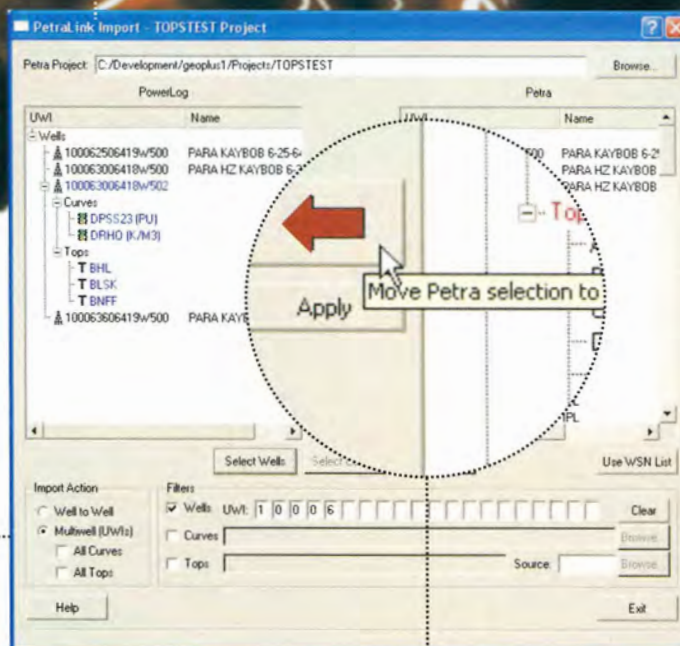 PetraLink Import - TOPSTEST Project
Petra Project: C:/Development/geoplus1/Projects/TOPSTEST Browse...
PowerLog
UWI Name
Wells
100062506419W500 PARA KAYBOB 6-25-6
100063006418W500 PARA HZ KAYBOB 6-
100063006418W502
Curves
DPSS23 (PU)
DRHO (K/M3)
Tops
T BHL
T BLSK
T BNFF
100063606419W500 PARA KAY
Petra
UWI Name
500 PARA KAYBOB 6-2
PARA HZ KAYBOB
PARA HZ KAYBOB
Top
Move Petra selection to
Apply
Select Wells Use WSN List
Import Action
Well to Well
Multiwell (UWIs)
All Curves
All Tops
Filters
Wells UWI: 1 0 0 0 6 Clear
Curves Browse...
Tops Source: Browse...
Help Exit